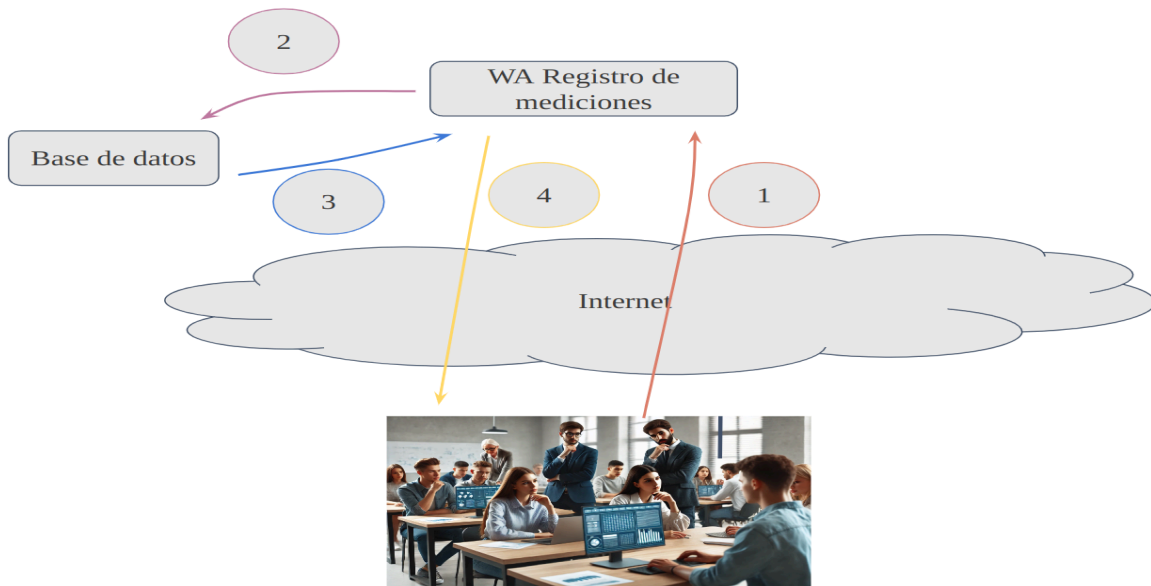 2
WA Registro de
mediciones
Base de datos
3
4
1
Internet